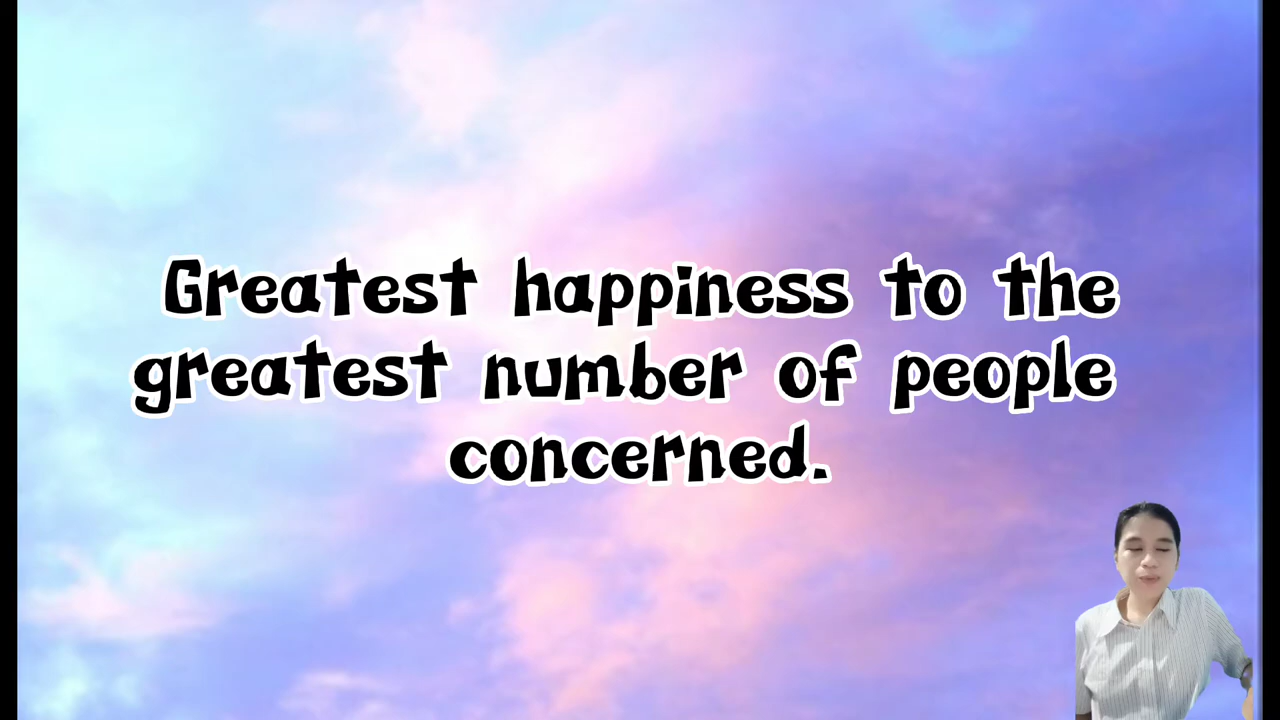 Greatest happiness to the
greatest number of people
concerned.